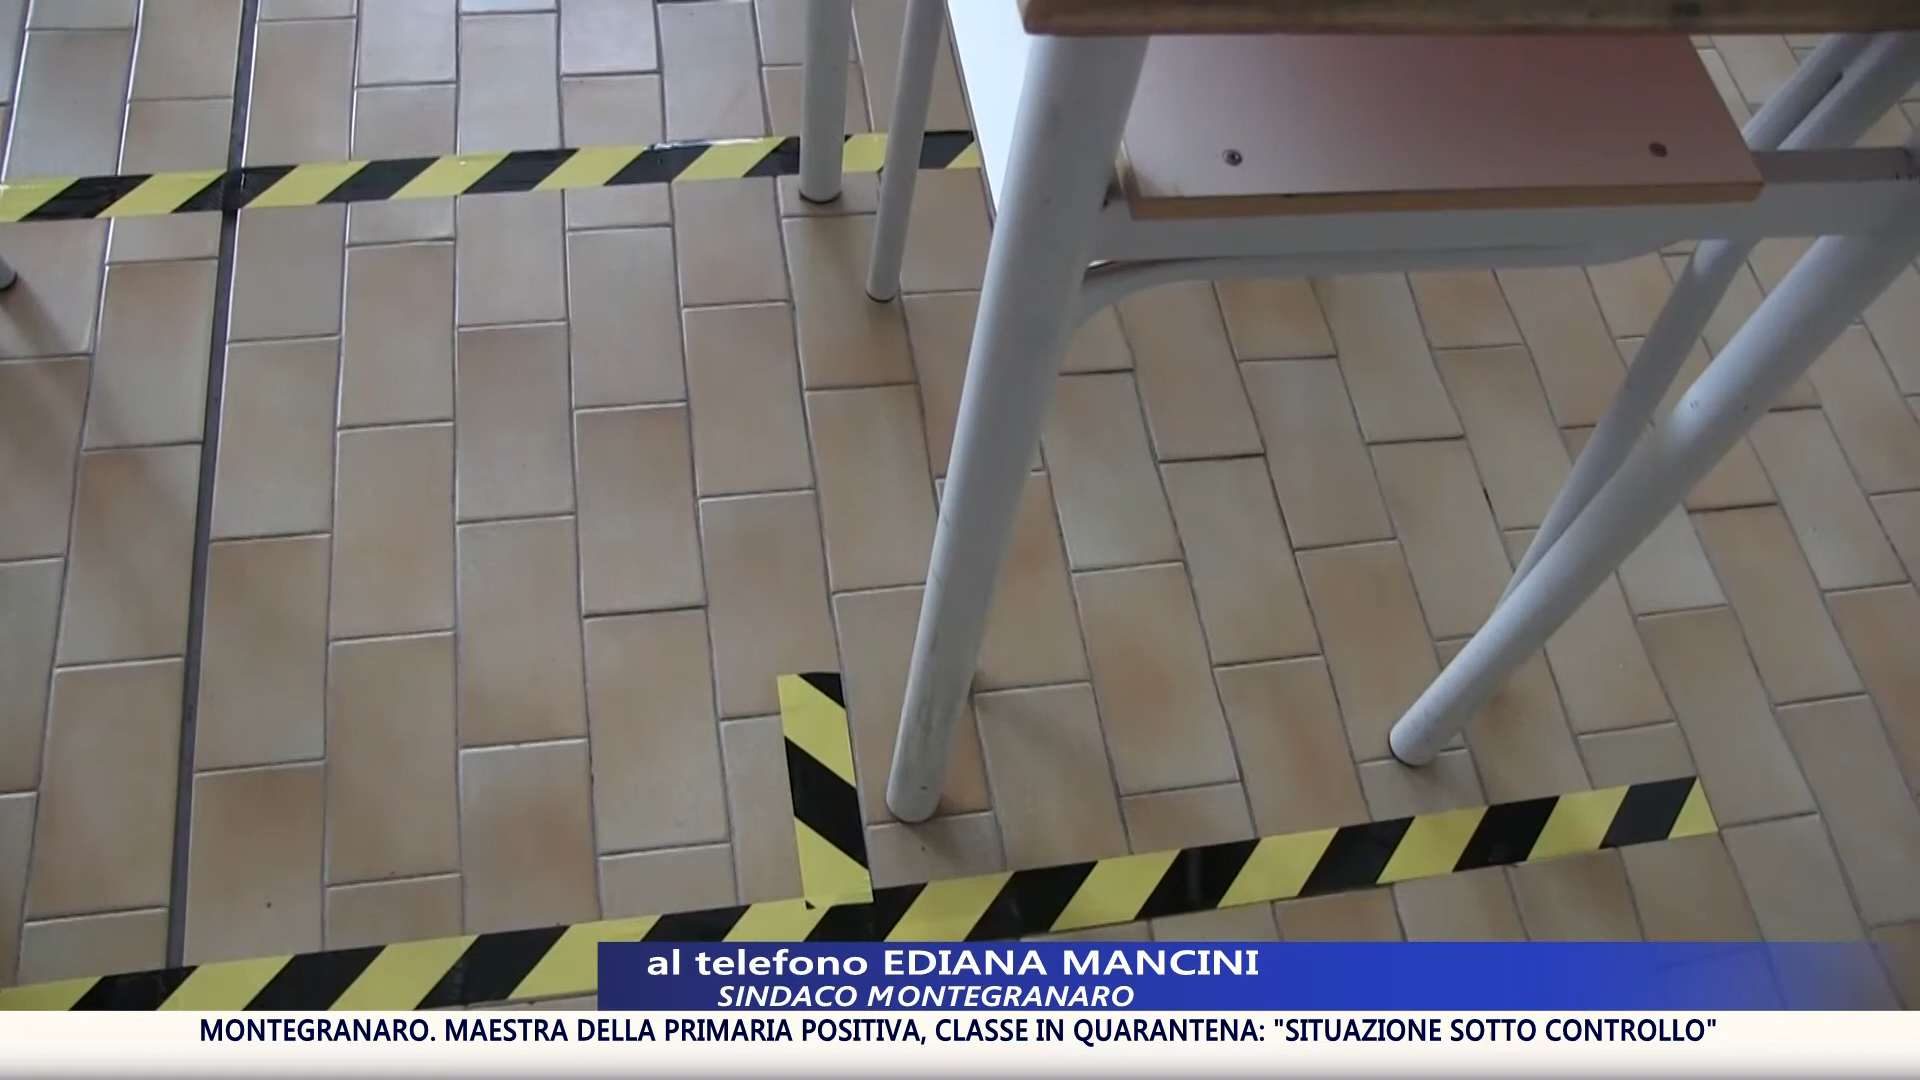 al telefono EDIANA MANCINI
SINDACO MONTEGRANARO
MONTEGRANARO. MAESTRA DELLA PRIMARIA POSITIVA, CLASSE IN QUARANTENA: "SITUAZIONE SOTTO CONTROLLO"